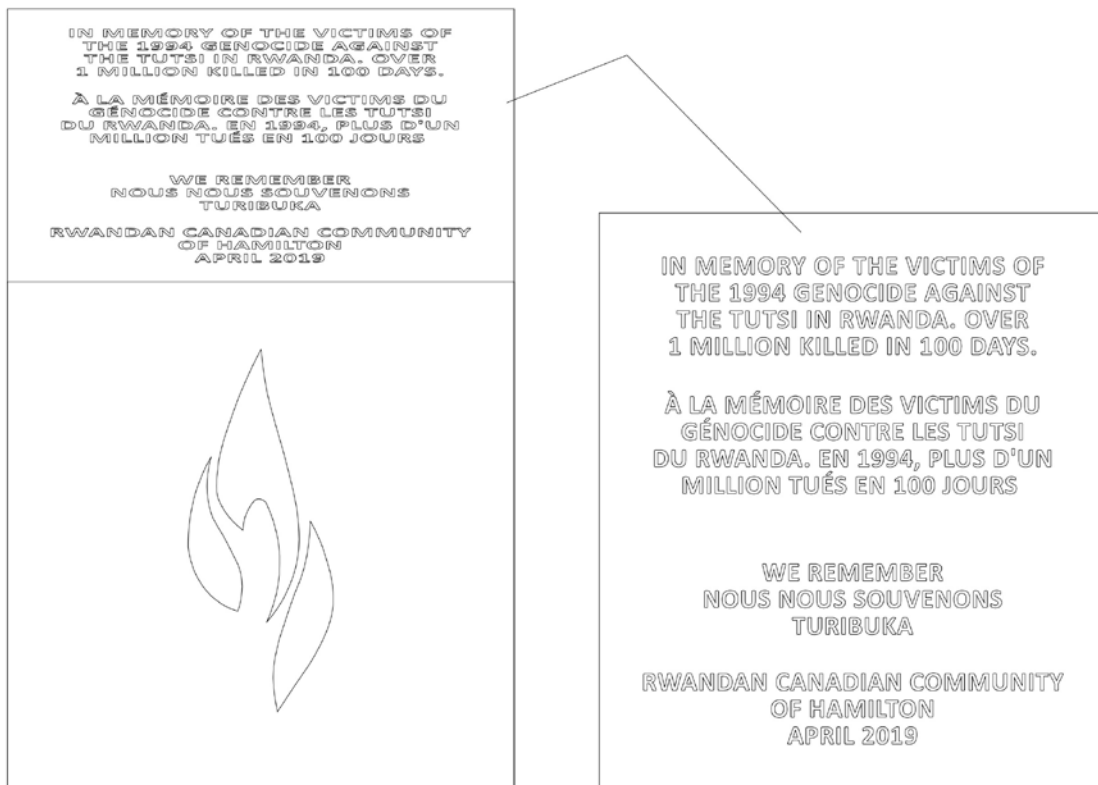 IN MEMORY OF THE VICTIMS OF
THE 1994 GENOCIDE AGAINST
THE TUTSI IN RWANDA. OVER
1 MILLION KILLED IN 100 DAYS.
À LA MÉMOIRE DES VICTIMS DU
GÉNOCIDE CONTRE LES TUTSI
DU RWANDA. EN 1994, PLUS D'UN
MILLION TUÉS EN 100 JOURS
WE REMEMBER
NOUS NOUS SOUVENONS
TURIBUKA
RWANDAN CANADIAN COMMUNITY
OF HAMILTON
APRIL 2019
IN MEMORY OF THE VICTIMS OF
THE 1994 GENOCIDE AGAINST
THE TUTSI IN RWANDA. OVER
1 MILLION KILLED IN 100 DAYS.
À LA MÉMOIRE DES VICTIMS DU
GÉNOCIDE CONTRE LES TUTSI
DU RWANDA. EN 1994, PLUS D'UN
MILLION TUÉS EN 100 JOURS
WE REMEMBER
NOUS NOUS SOUVENONS
TURIBUKA
RWANDAN CANADIAN COMMUNITY
OF HAMILTON
APRIL 2019